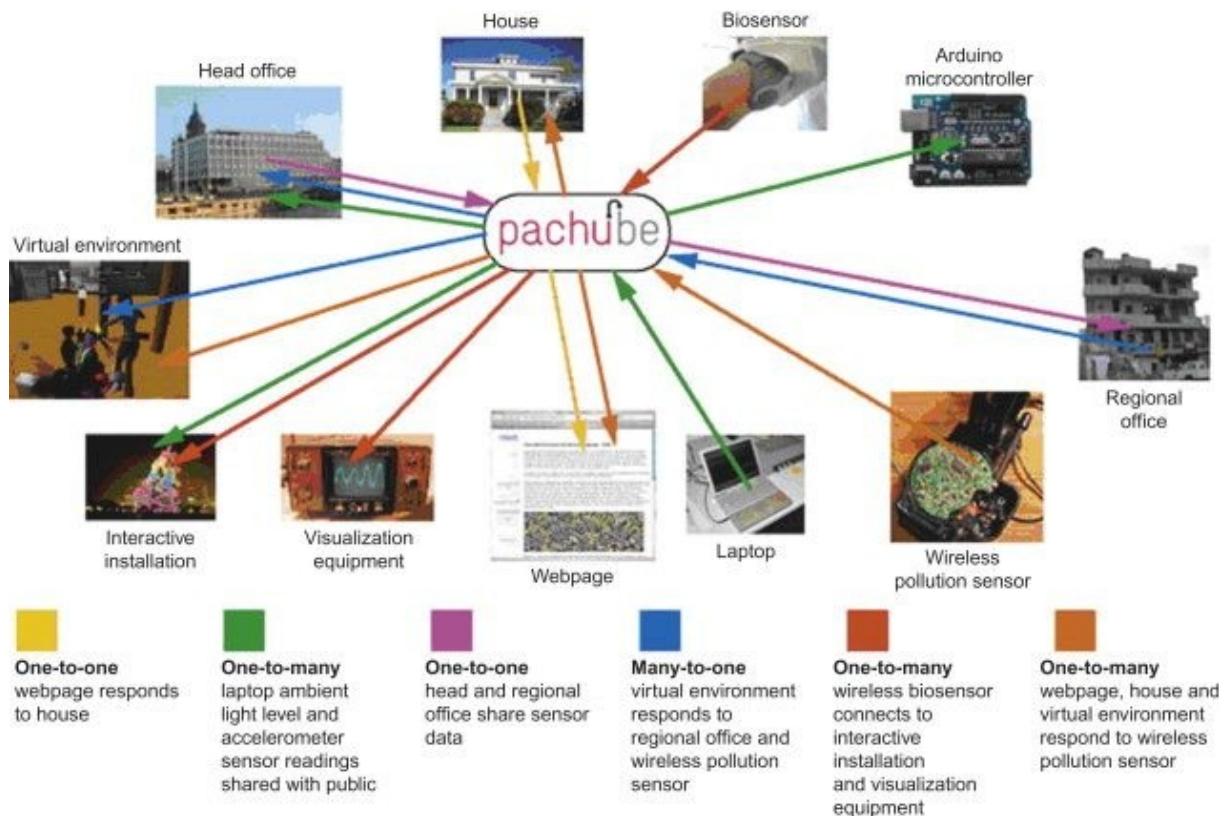 House
Biosensor
Head office
Arduino
microcontroller
pachube
Virtual environment
Regional
office
Interactive
installation
Visualization
equipment
Webpage
Laptop
Wireless
pollution sensor
One-to-one
webpage responds
to house
One-to-many
laptop ambient
light level and
accelerometer
sensor readings
shared with public
One-to-one
head and regional
office share sensor
data
Many-to-one
virtual environment
responds to
regional office and
wireless pollution
sensor
One-to-many
wireless biosensor
connects to
interactive
installation
and visualization
equipment
One-to-many
webpage, house and
virtual environment
respond to wireless
pollution sensor